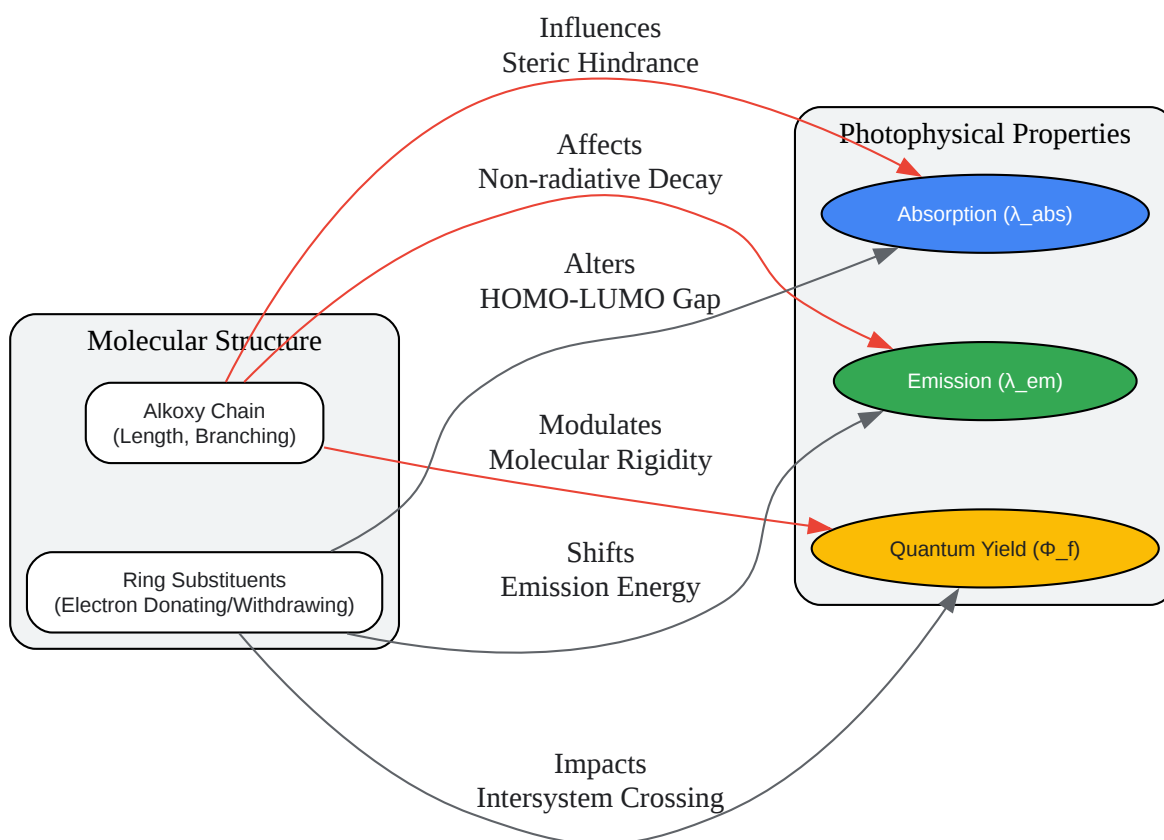 Influences
Steric Hindrance
Affects
Non-radiative Decay
Alters
HOMO-LUMO Gap
Modulates
Molecular Rigidity
Shifts
Emission Energy
Impacts
Intersystem Crossing
Molecular Structure
Alkoxy Chain
(Length, Branching)
Ring Substituents
(Electron Donating/Withdrawing)
Photophysical Properties
Absorption (λ_abs)
Emission (λ_em)
Quantum Yield (Φ_f)